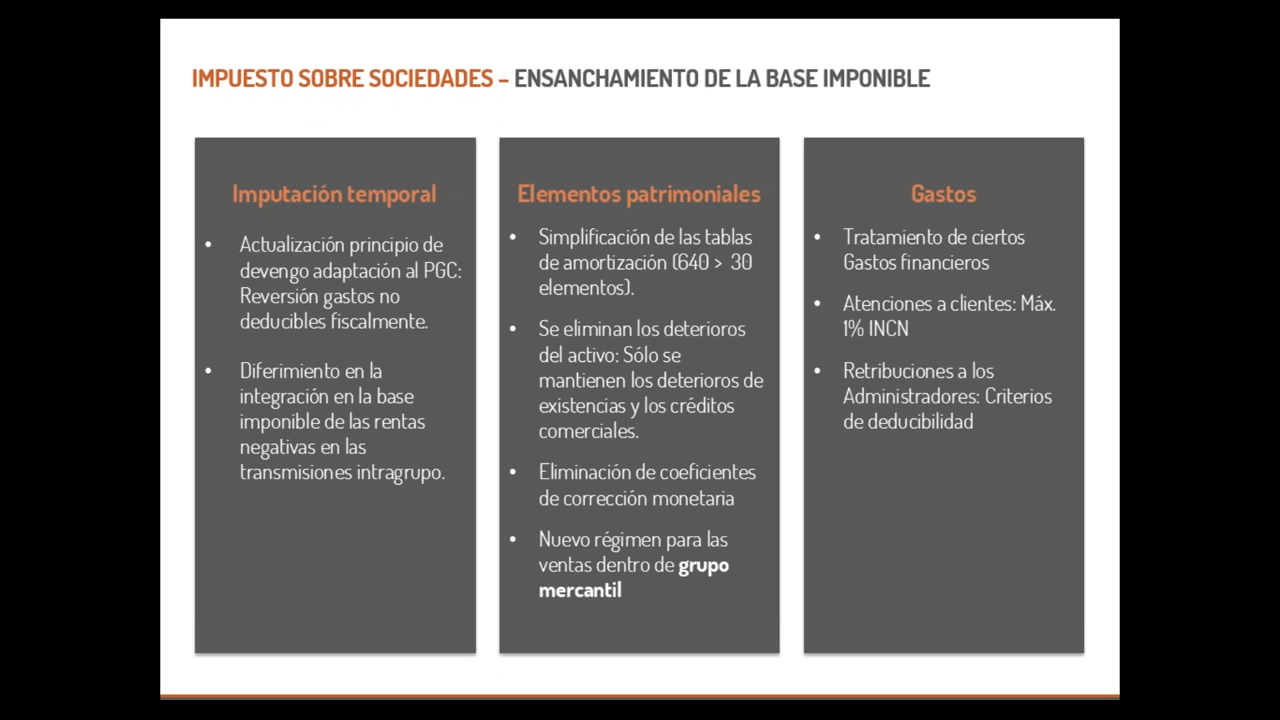 IMPUESTO SOBRE SOCIEDADES – ENSANCHAMIENTO DE LA BASE IMPONIBLE
Imputación temporal
• Actualización principio de
devengo adaptación al PGC:
Reversión gastos no
deducibles fiscalmente.
• Diferimiento en la
integración en la base
imponible de las rentas
negativas en las
transmisiones intragrupo.
Elementos patrimoniales
• Simplificación de las tablas
de amortización (640 > 30
elementos).
• Se eliminan los deterioros
del activo: Sólo se
mantienen los deterioros de
existencias y los créditos
comerciales.
• Eliminación de coeficientes
de corrección monetaria
• Nuevo régimen para las
ventas dentro de grupo
mercantil
Gastos
• Tratamiento de ciertos
Gastos financieros
• Atenciones a clientes: Máx.
1% INCN
• Retribuciones a los
Administradores: Criterios
de deducibilidad